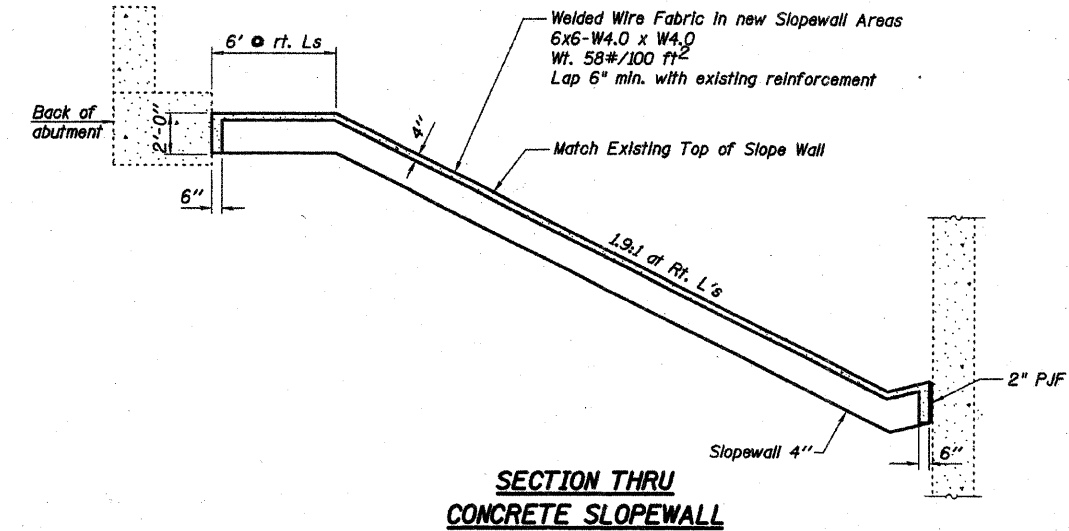 Welded Wire Fabric in new Slopewall Areas
6x6-W4.0 x W4.0
Wt. 58#/100 ft2
Lap 6" min. with existing reinforcement
6' @ rt. Ls
Back of
abutment
2'-0"
4"
Match Existing Top of Slope Wall
6"
1.9:1 at Rt. L's
2" PJF
Slopewall 4"
6"
SECTION THRU
CONCRETE SLOPEWALL